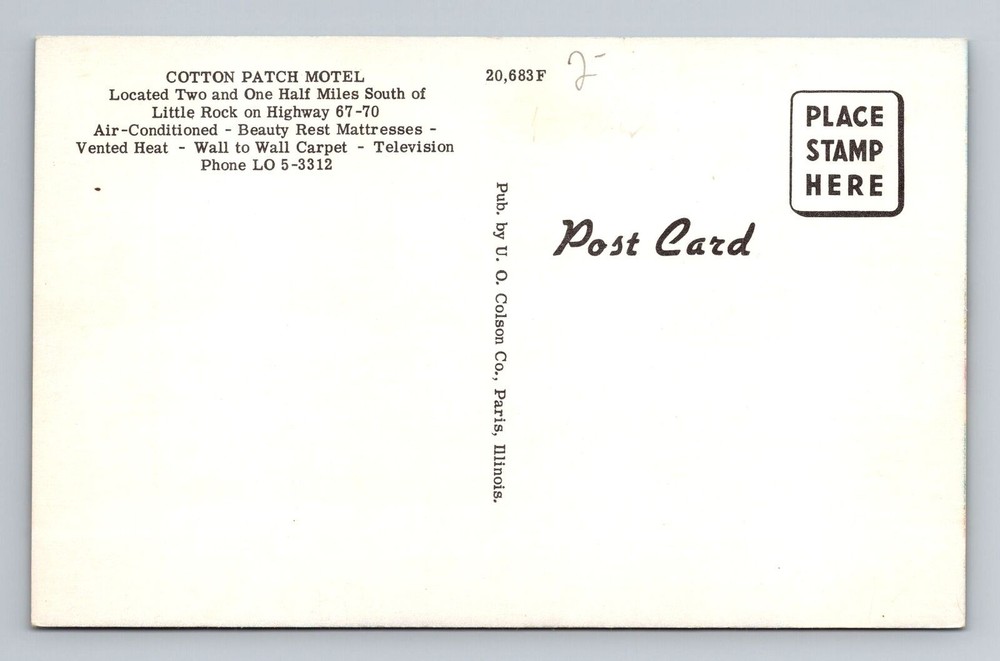 COTTON PATCH MOTEL
Located Two and One Half Miles South of
Little Rock on Highway 67-70
Air-Conditioned - Beauty Rest Mattresses -
Vented Heat - Wall to Wall Carpet - Television
Phone LO 5-3312
20,683F
2-
Pub. by U. O. Colson Co., Paris, Illinois.
Post Card
PLACE
STAMP
HERE